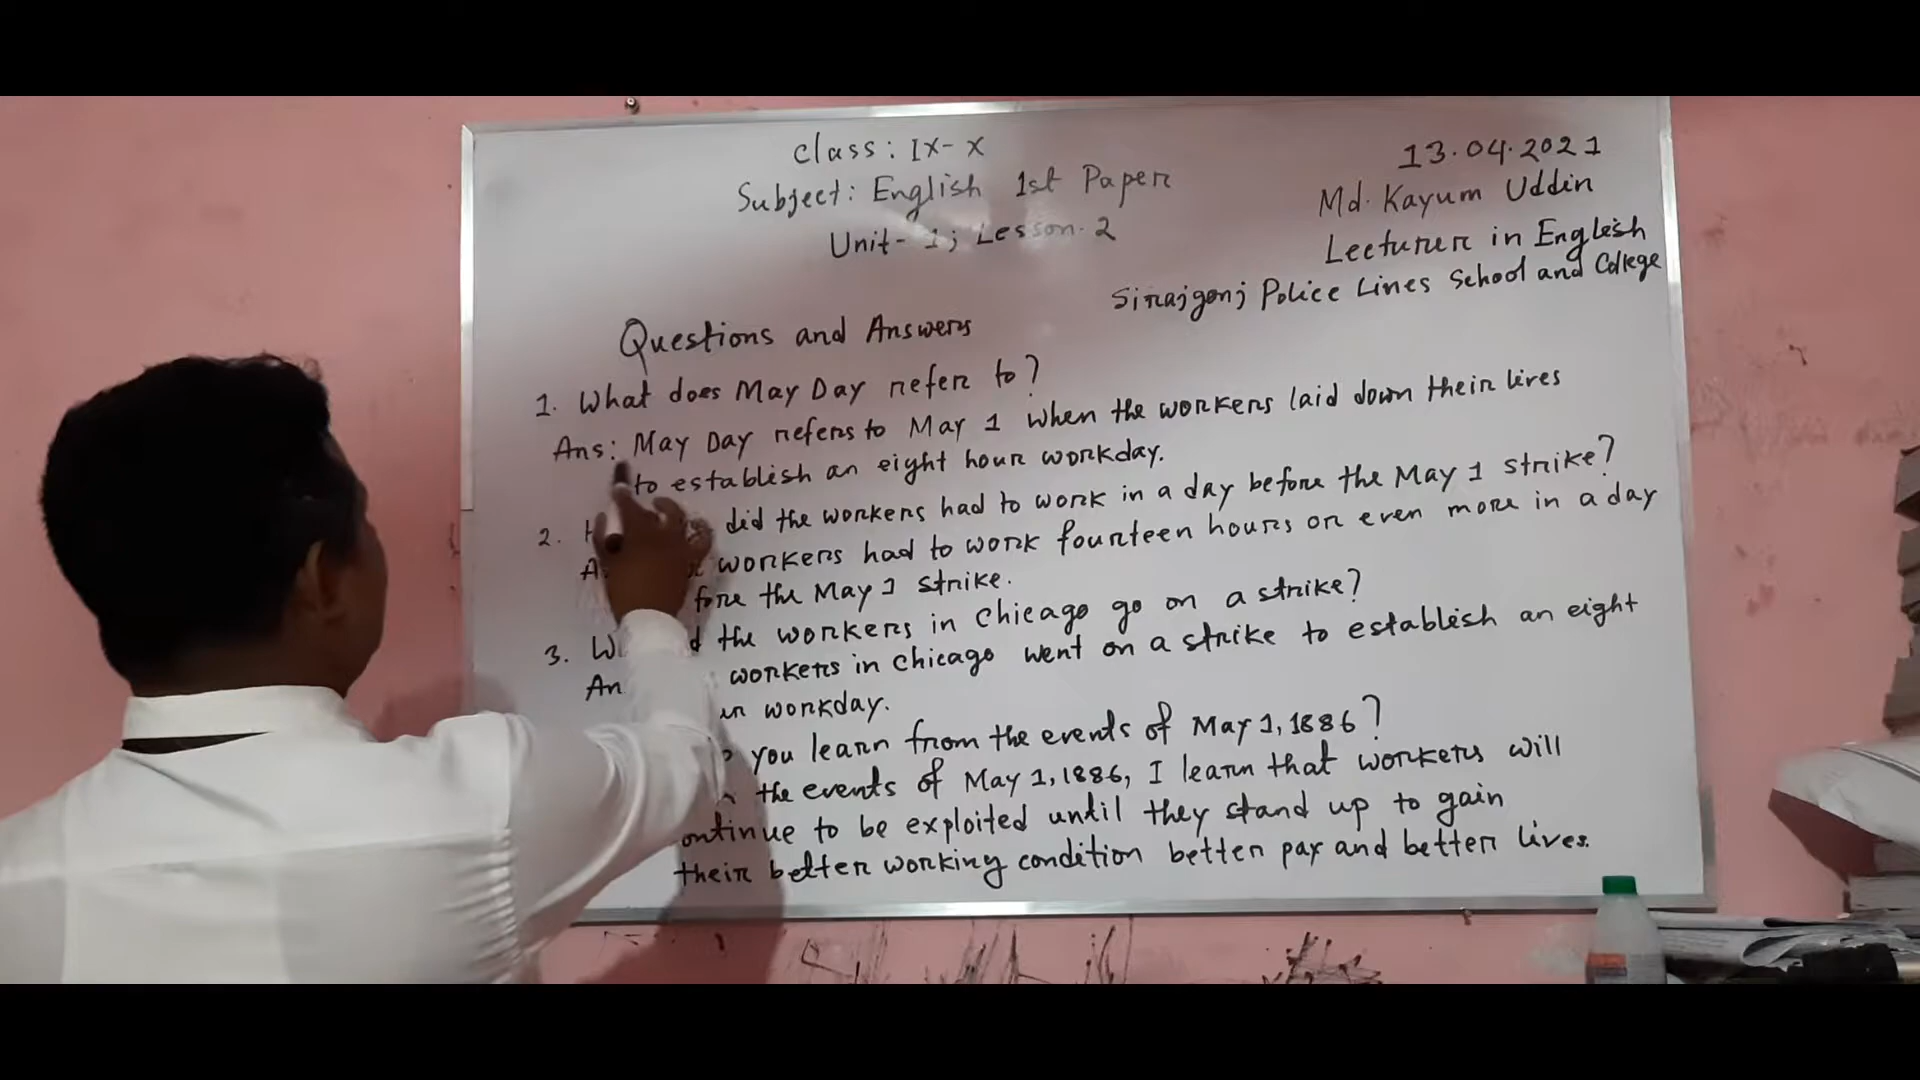 Class: IX-X
Subject: English 1st Paper
Unit-1; Lesson-2
13.04.2021
Md. Kayum Uddin
Lecturer in English
Sirajgonj Police Lines School and College
Questions and Answers
1. What does May Day refer to?
Ans: May Day refers to May 1 when the workers laid down their lives
to establish an eight hour workday.
2. did the workers had to work in a day before the May 1 strike?
workers had to work fourteen hours or even more in a day
fore the May 1 strike.
3. the workers in Chicago go on a strike?
workers in Chicago went on a strike to establish an eight
workday.
you learn from the events of May 1, 1886?
the events of May 1, 1886, I learn that workers will
ontinue to be exploited until they stand up to gain
their better working condition better pay and better lives.